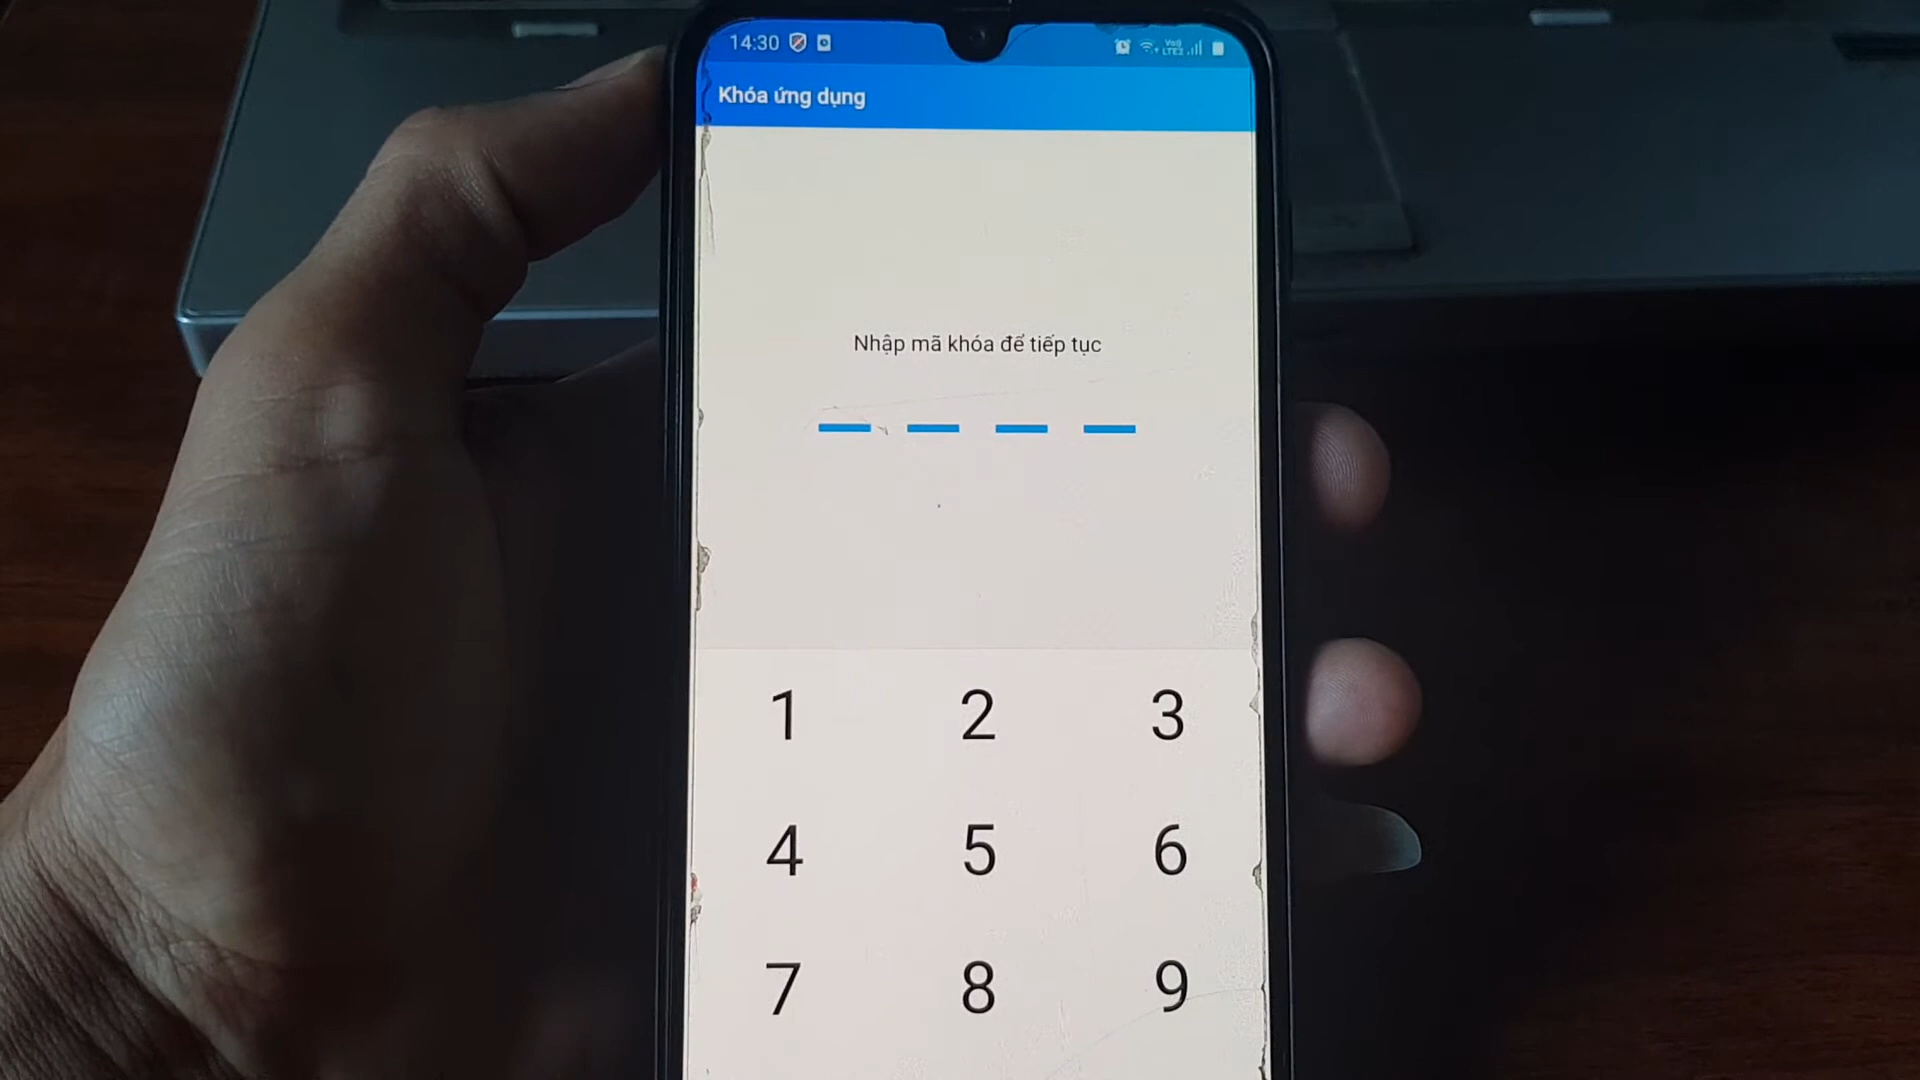 14:30
Khóa ứng dụng
Nhập mã khóa để tiếp tục
1 2 3
4 5 6
7 8 9